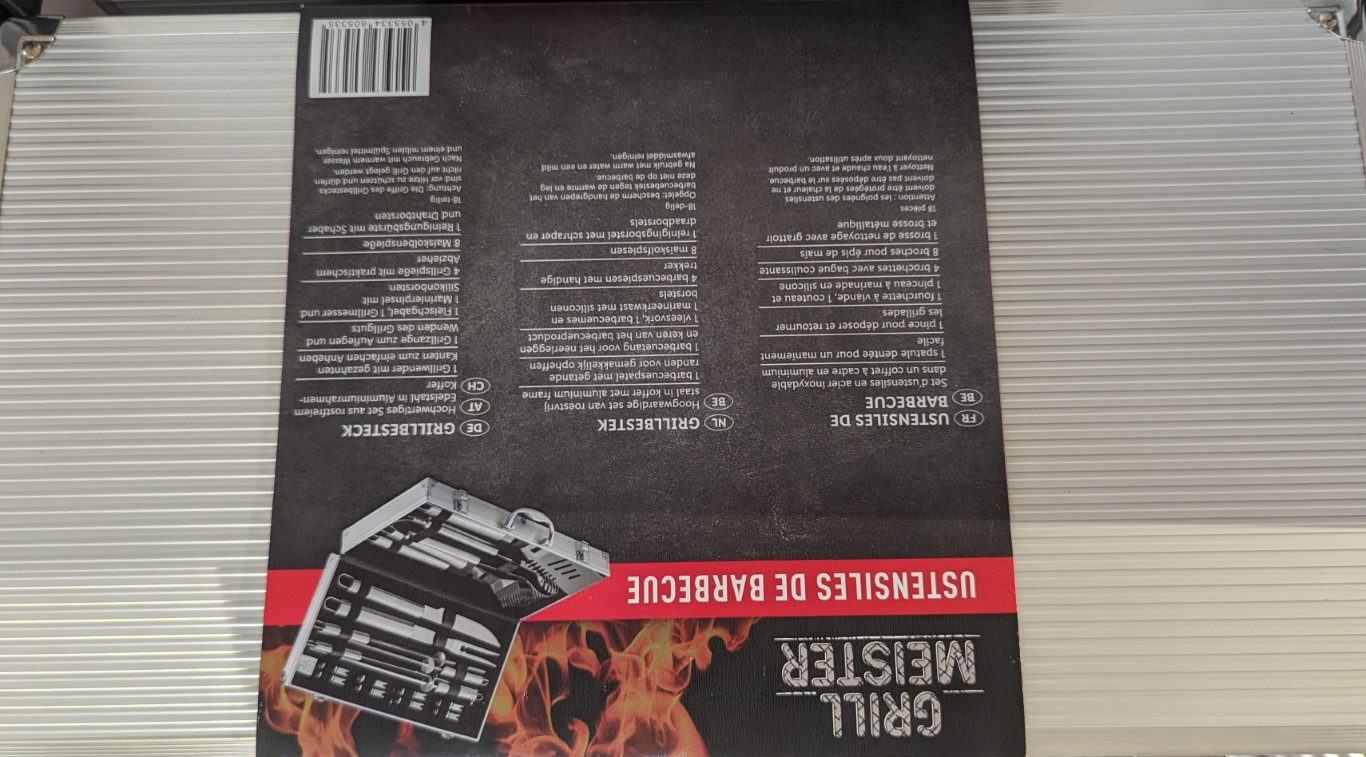 GRILL
MEISTER
USTENSILES DE BARBECUE
FR USTENSILES DE
BE BARBECUE
Set d'ustensiles en acier inoxydable
dans un coffret à cadre en aluminium
1 spatule dentée pour un maniement
facile
1 pince pour déposer et retourner
les grillades
1 fourchette à viande, 1 couteau et
1 pinceau à marinade en silicone
4 brochettes avec bague coulissante
8 broches pour épis de maïs
1 brosse de nettoyage avec grattoir
et brosse métallique
18 pièces
Attention : les poignées des ustensiles
doivent être protégées de la chaleur et ne
doivent pas être déposées sur le barbecue.
Nettoyer à l'eau chaude et avec un produit
nettoyant doux après utilisation.
NL GRILLBESTEK
BE Hoogwaardige set van roestvrij
staal in koffer met aluminium frame
1 barbecuespatel met getande
randen voor gemakkelijk opheffen
1 barbecuetang voor het neerleggen
en keren van het barbecueproduct
1 vleesvork, 1 barbecuemes en
1 marineerkwast met siliconen
borstels
4 barbecuespiesen met handige
trekker
8 maïskolfspiesen
1 reinigingsborstel met schraper en
draadborstels
18-delig
Opgelet: bescherm de handgrepen van het
barbecuebestek tegen de warmte en leg
deze niet op de barbecue.
Na gebruik met warm water en een mild
afwasmiddel reinigen.
DE GRILLBESTECK
AT Hochwertiges Set aus rostfreiem
Edelstahl in Aluminiumrahmen-
CH Koffer
1 Grillwender mit gezahnten
Kanten zum einfachen Anheben
1 Grillzange zum Auflegen und
Wenden des Grillguts
1 Fleischgabel, 1 Grillmesser und
1 Marinierpinsel mit
Silikonborsten
4 Grillspieße mit praktischem
Abzieher
8 Maiskolbenspieße
1 Reinigungsbürste mit Schaber
und Drahtborsten
18-teilig
Achtung: Die Griffe des Grillbestecks
sind vor Hitze zu schützen und dürfen
nicht auf den Grill gelegt werden.
Nach Gebrauch mit warmem Wasser
und einem milden Spülmittel reinigen.
4 055334 605335